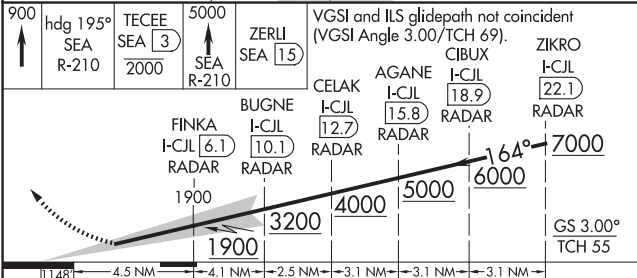 900
hdg 195°
SEA
R-210
TECEE
SEA 3
2000
5000
SEA
R-210
ZERLI
SEA 15
VGSI and ILS glidepath not coincident
(VGSI Angle 3.00/TCH 69).
ZIKRO
I-CJL
22.1
RADAR
CIBUX
I-CJL
18.9
RADAR
AGANE
I-CJL
15.8
RADAR
CELAK
I-CJL
12.7
RADAR
BUGNE
I-CJL
10.1
RADAR
FINKA
I-CJL 6.1
RADAR
1900
164°
7000
6000
5000
4000
3200
1900
GS 3.00°
TCH 55
1148'
4.5 NM
4.1 NM
2.5 NM
3.1 NM
3.1 NM
3.1 NM